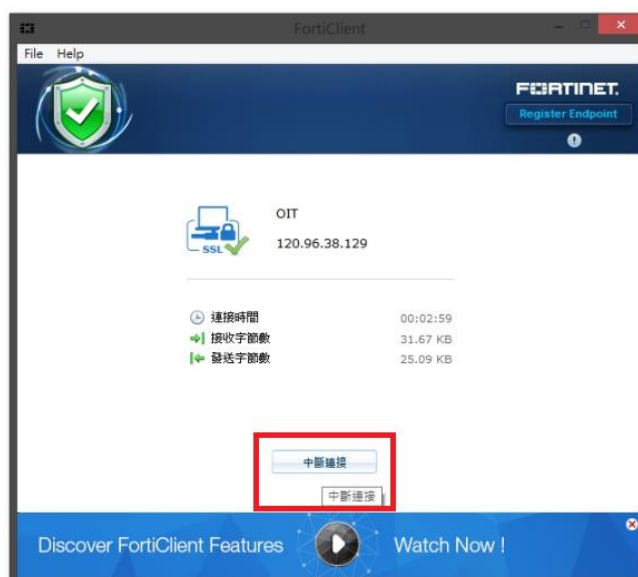 FortiClient
File Help
FORTINET
Register Endpoint
OIT
SSL
120.96.38.129
連接時間 00:02:59
接收字節數 31.67 KB
發送字節數 25.09 KB
中斷連接
中斷連接
Discover FortiClient Features Watch Now !